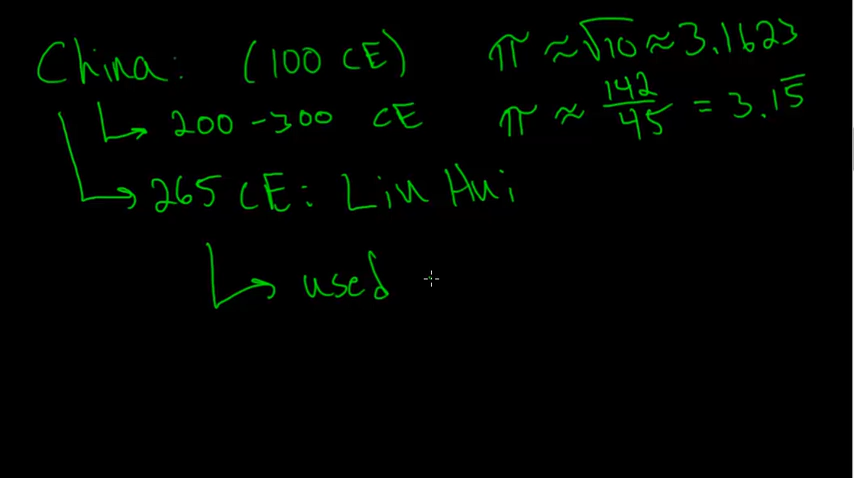 China: (100 CE) π ≈ √10 ≈ 3.1623
200-300 CE π ≈ 142/45 = 3.15̅
265 CE: Liu Hui
used